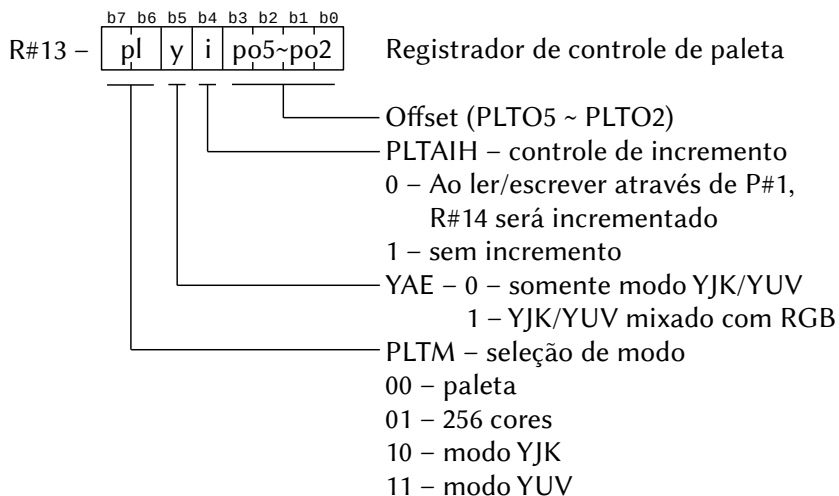 b7 b6 b5 b4 b3 b2 b1 b0
R#13 – pl y i po5~po2 Registrador de controle de paleta
Offset (PLTO5 ~ PLTO2)
PLTAIH – controle de incremento
0 – Ao ler/escrever através de P#1,
R#14 será incrementado
1 – sem incremento
YAE – 0 – somente modo YJK/YUV
1 – YJK/YUV mixado com RGB
PLTM – seleção de modo
00 – paleta
01 – 256 cores
10 – modo YJK
11 – modo YUV